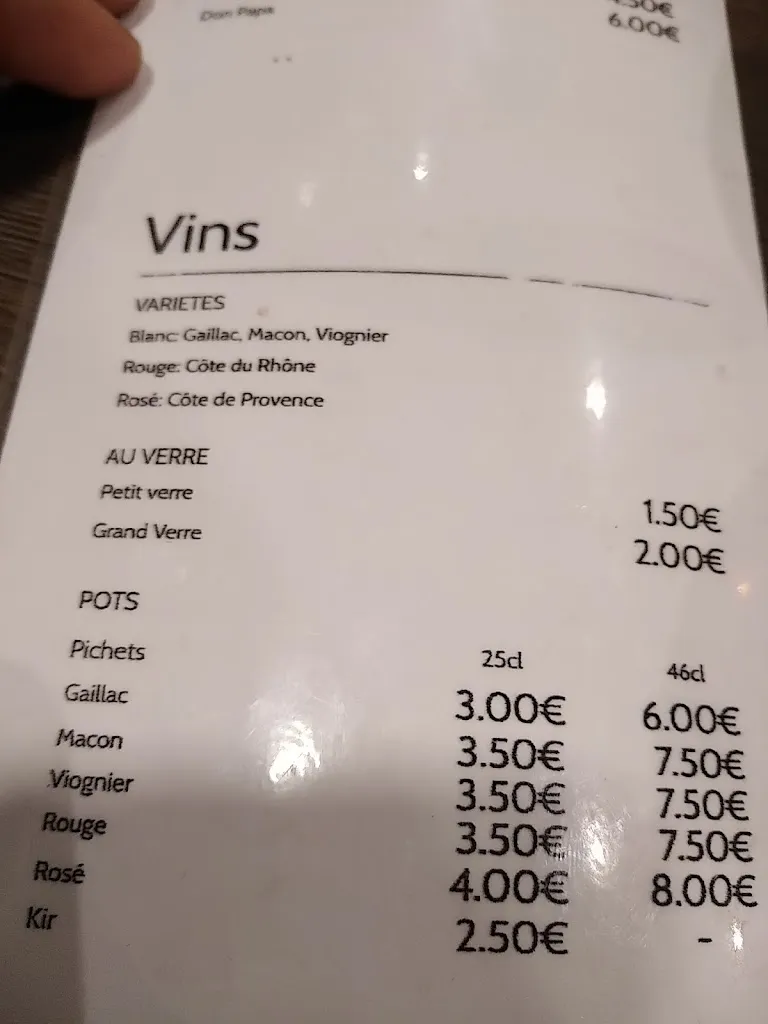 Don Papa 6.00€
Vins
VARIETES
Blanc: Gaillac, Macon, Viognier
Rouge: Côte du Rhône
Rosé: Côte de Provence
AU VERRE
Petit verre 1.50€
Grand Verre 2.00€
POTS
Pichets 25cl 46cl
Gaillac 3.00€ 6.00€
Macon 3.50€ 7.50€
Viognier 3.50€ 7.50€
Rouge 3.50€ 7.50€
Rosé 4.00€ 8.00€
Kir 2.50€ -